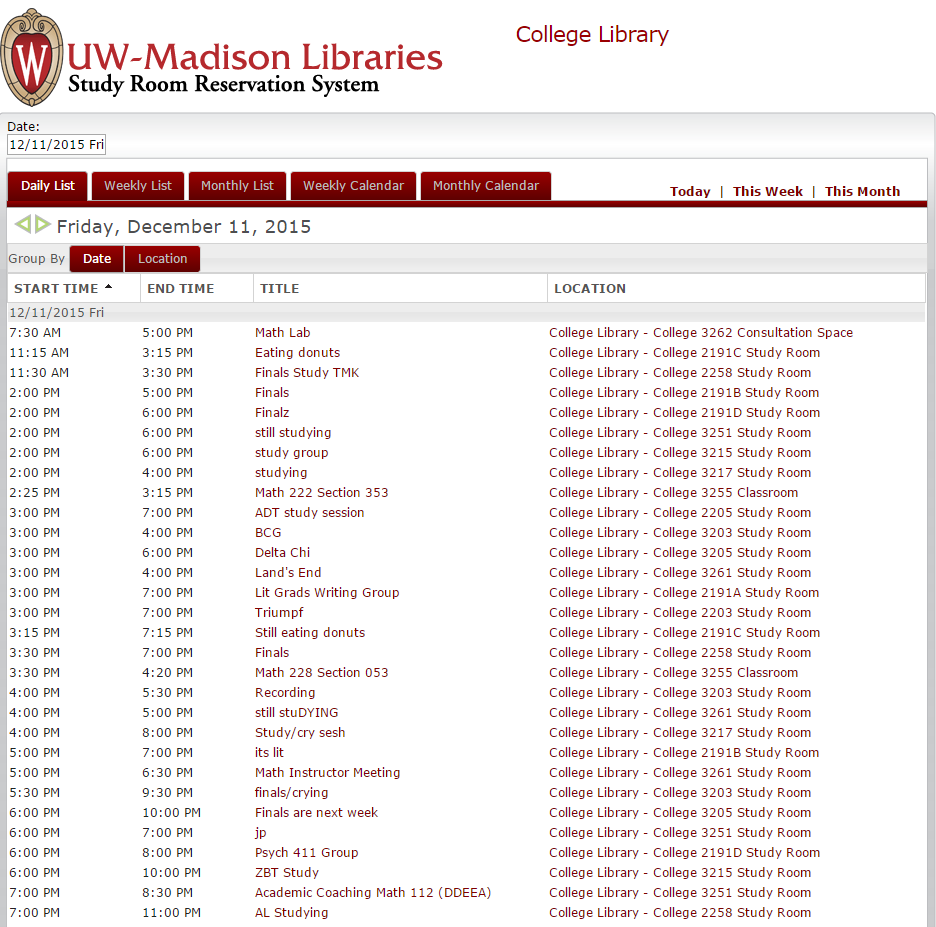 College Library
W UW-Madison Libraries
Study Room Reservation System
Date:
12/11/2015 Fri
Daily List Weekly List Monthly List Weekly Calendar Monthly Calendar Today | This Week | This Month
Friday, December 11, 2015
Group By Date Location
START TIME END TIME TITLE LOCATION
12/11/2015 Fri
7:30 AM 5:00 PM Math Lab College Library - College 3262 Consultation Space
11:15 AM 3:15 PM Eating donuts College Library - College 2191C Study Room
11:30 AM 3:30 PM Finals Study TMK College Library - College 2258 Study Room
2:00 PM 5:00 PM Finals College Library - College 2191B Study Room
2:00 PM 6:00 PM Finalz College Library - College 2191D Study Room
2:00 PM 6:00 PM still studying College Library - College 3251 Study Room
2:00 PM 6:00 PM study group College Library - College 3215 Study Room
2:00 PM 4:00 PM studying College Library - College 3217 Study Room
2:25 PM 3:15 PM Math 222 Section 353 College Library - College 3255 Classroom
3:00 PM 7:00 PM ADT study session College Library - College 2205 Study Room
3:00 PM 4:00 PM BCG College Library - College 3203 Study Room
3:00 PM 6:00 PM Delta Chi College Library - College 3205 Study Room
3:00 PM 4:00 PM Land's End College Library - College 3261 Study Room
3:00 PM 7:00 PM Lit Grads Writing Group College Library - College 2191A Study Room
3:00 PM 7:00 PM Triumpf College Library - College 2203 Study Room
3:15 PM 7:15 PM Still eating donuts College Library - College 2191C Study Room
3:30 PM 7:00 PM Finals College Library - College 2258 Study Room
3:30 PM 4:20 PM Math 228 Section 053 College Library - College 3255 Classroom
4:00 PM 5:30 PM Recording College Library - College 3203 Study Room
4:00 PM 5:00 PM still stuDYING College Library - College 3261 Study Room
4:00 PM 8:00 PM Study/cry sesh College Library - College 3217 Study Room
5:00 PM 7:00 PM its lit College Library - College 2191B Study Room
5:00 PM 6:30 PM Math Instructor Meeting College Library - College 3261 Study Room
5:30 PM 9:30 PM finals/crying College Library - College 3203 Study Room
6:00 PM 10:00 PM Finals are next week College Library - College 3205 Study Room
6:00 PM 7:00 PM jp College Library - College 3251 Study Room
6:00 PM 8:00 PM Psych 411 Group College Library - College 2191D Study Room
6:00 PM 10:00 PM ZBT Study College Library - College 3215 Study Room
7:00 PM 8:30 PM Academic Coaching Math 112 (DDEEA) College Library - College 3251 Study Room
7:00 PM 11:00 PM AL Studying College Library - College 2258 Study Room